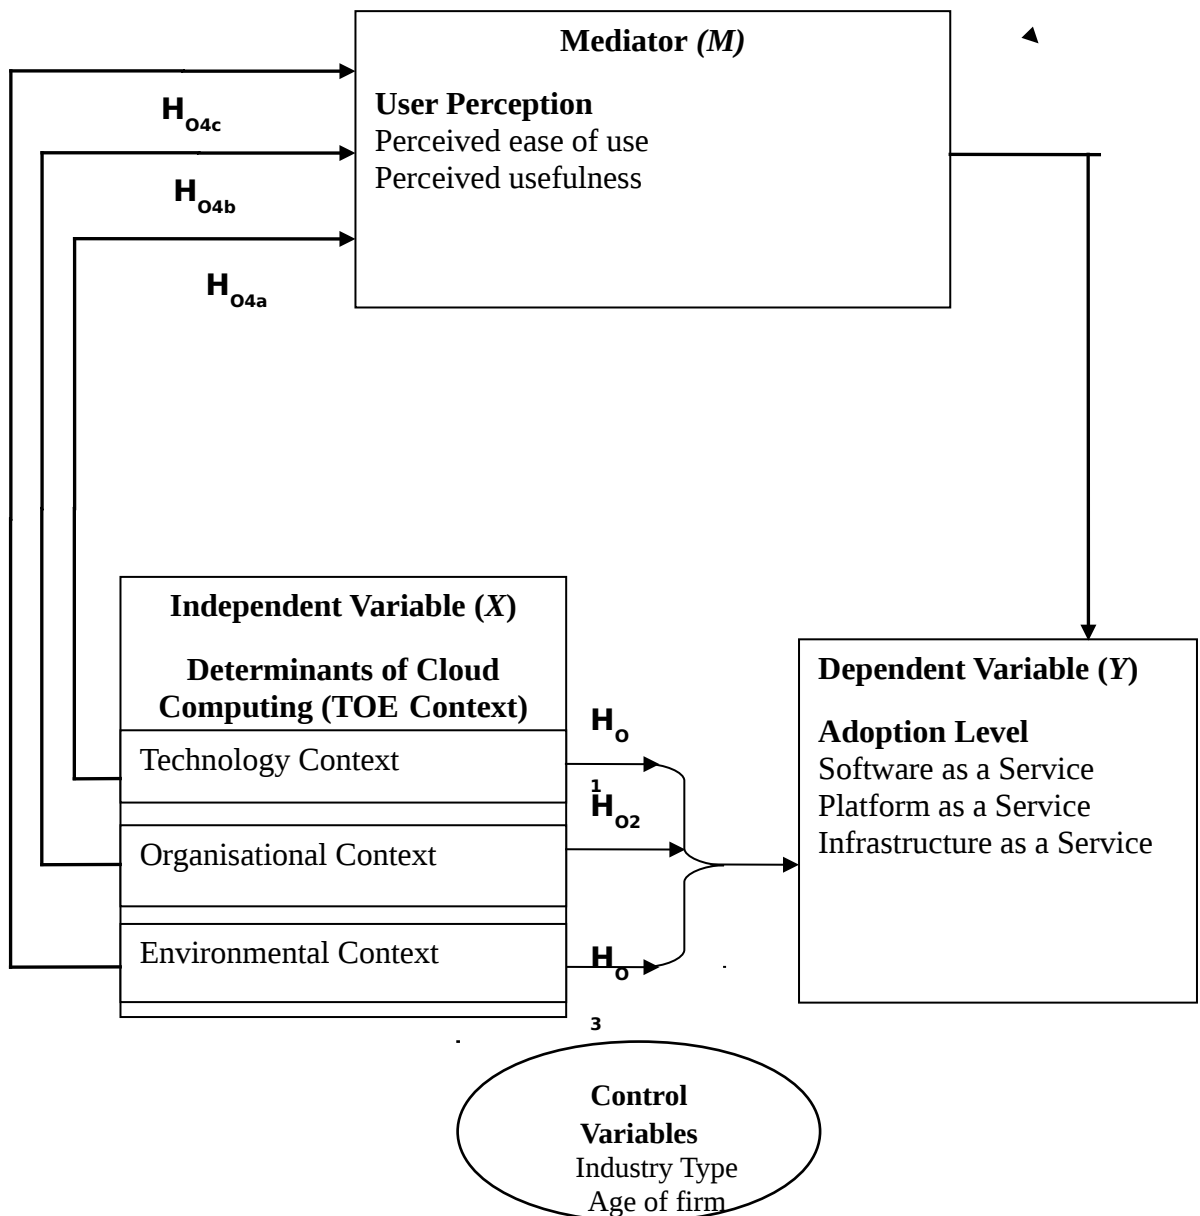 Mediator (M)
User Perception
Perceived ease of use
Perceived usefulness
HO4c
HO4b
HO4a
Independent Variable (X)
Determinants of Cloud
Computing (TOE Context)
Technology Context
Organisational Context
Environmental Context
HO
1
HO2
HO
3
Dependent Variable (Y)
Adoption Level
Software as a Service
Platform as a Service
Infrastructure as a Service
Control
Variables
Industry Type
Age of firm